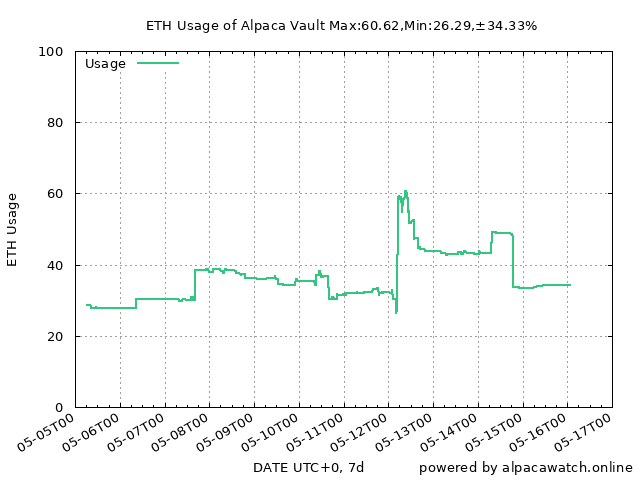 ETH Usage of Alpaca Vault Max:60.62,Min:26.29,±34.33%
Usage
100
80
60
40
20
0
ETH Usage
05-05T00
05-06T00
05-07T00
05-08T00
05-09T00
05-10T00
05-11T00
05-12T00
05-13T00
05-14T00
05-15T00
05-16T00
05-17T00
DATE UTC+0, 7d
powered by alpacawatch.online